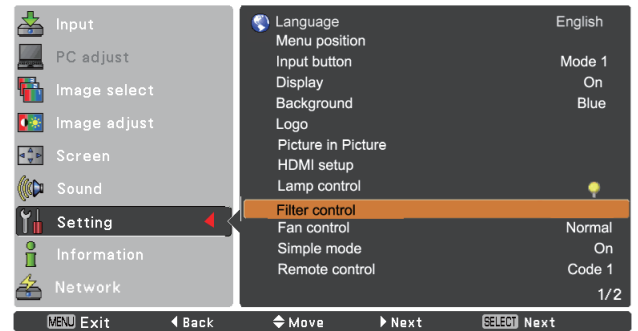 Input
PC adjust
Image select
Image adjust
Screen
Sound
Setting
Information
Network
Language English
Menu position
Input button Mode 1
Display On
Background Blue
Logo
Picture in Picture
HDMI setup
Lamp control
Filter control
Fan control Normal
Simple mode On
Remote control Code 1
1/2
MENU Exit Back Move Next SELECT Next